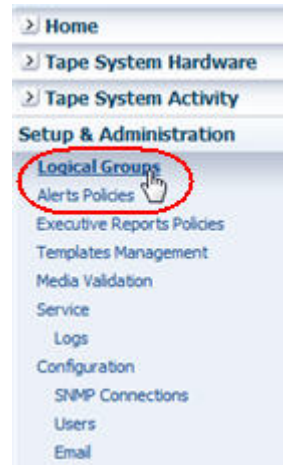 Home
Tape System Hardware
Tape System Activity
Setup & Administration
Logical Groups
Alerts Policies
Executive Reports Policies
Templates Management
Media Validation
Service
Logs
Configuration
SNMP Connections
Users
Email